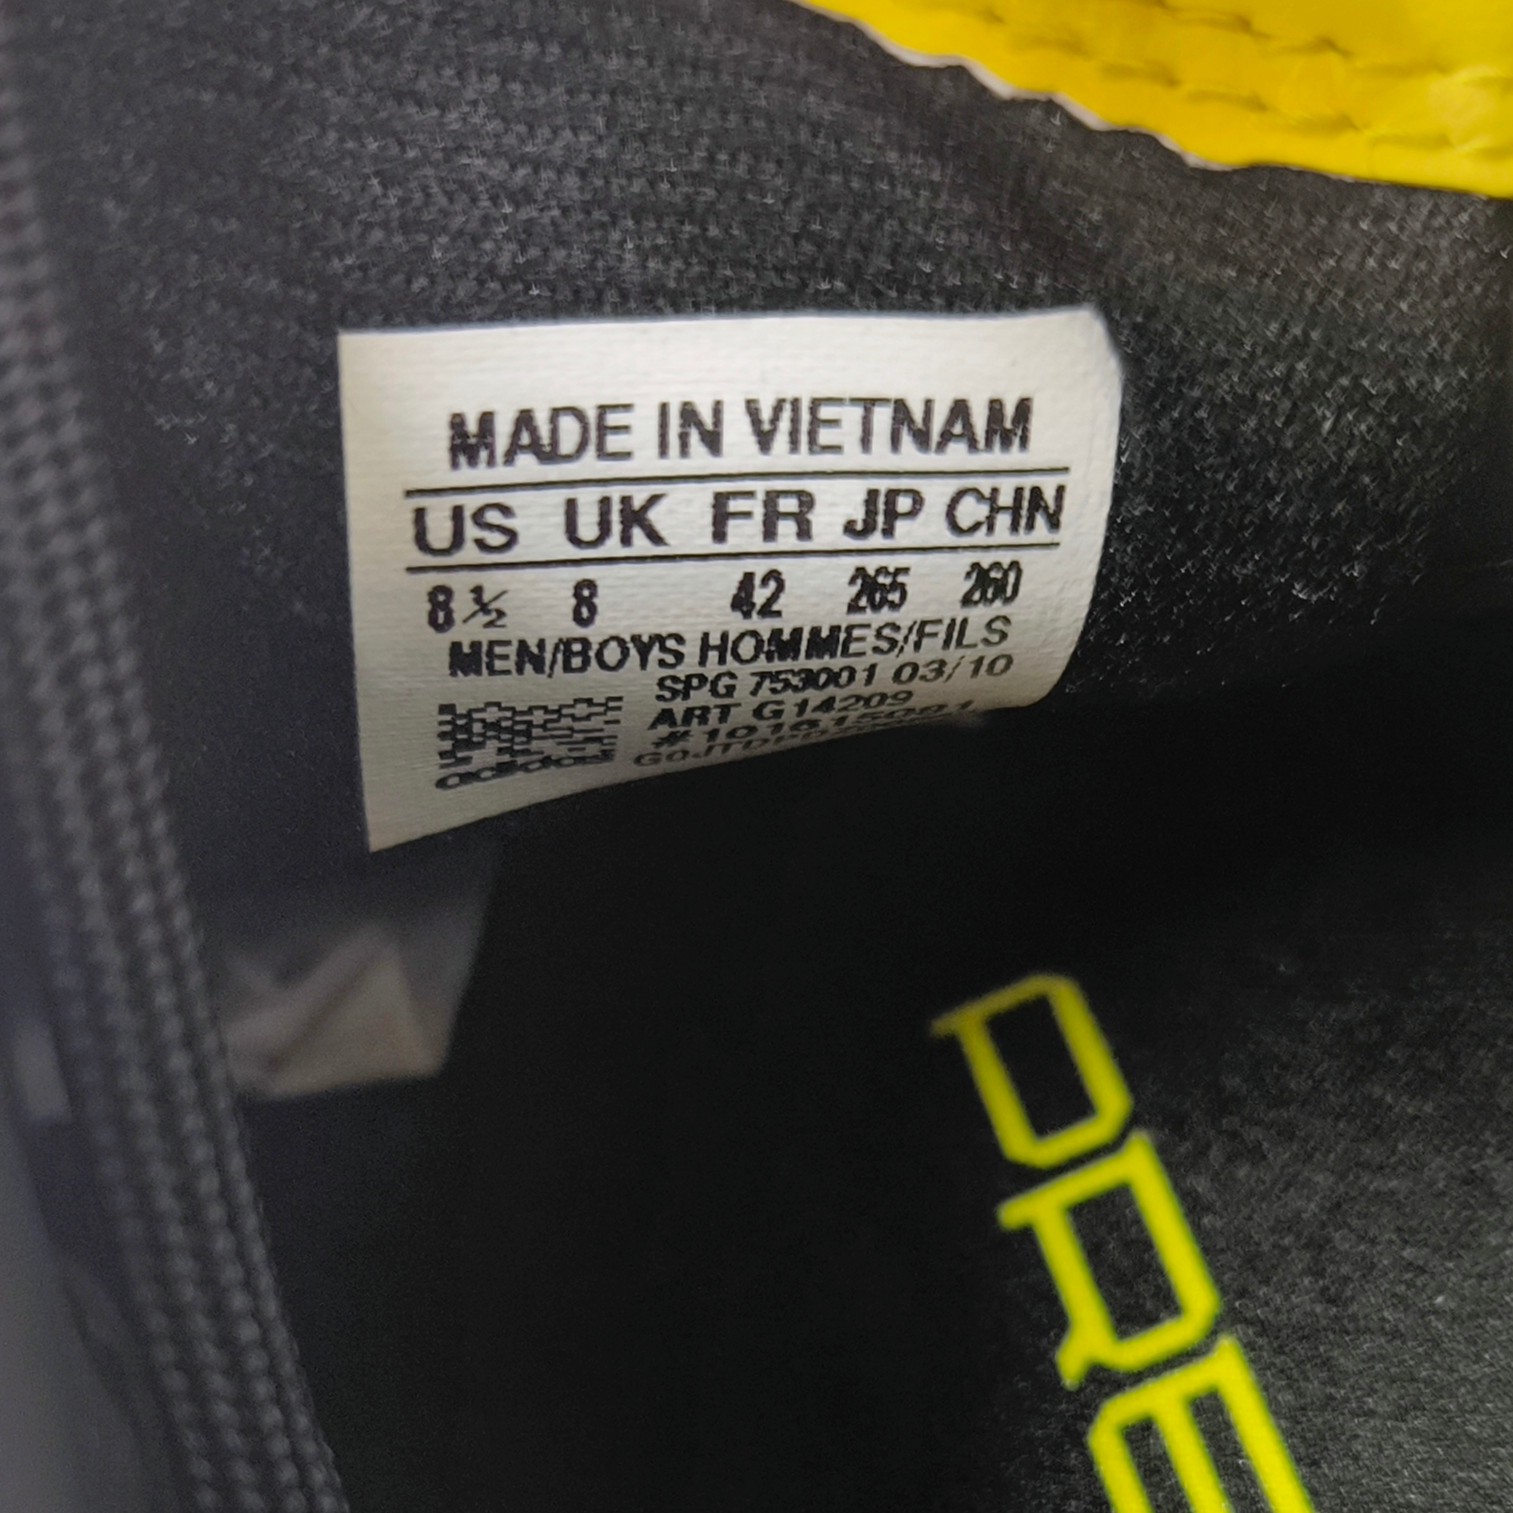 MADE IN VIETNAM
US UK FR JP CHN
8½ 8 42 265 260
MEN/BOYS HOMMES/FILS
SPG 753001 03/10
ART G14209
adidas